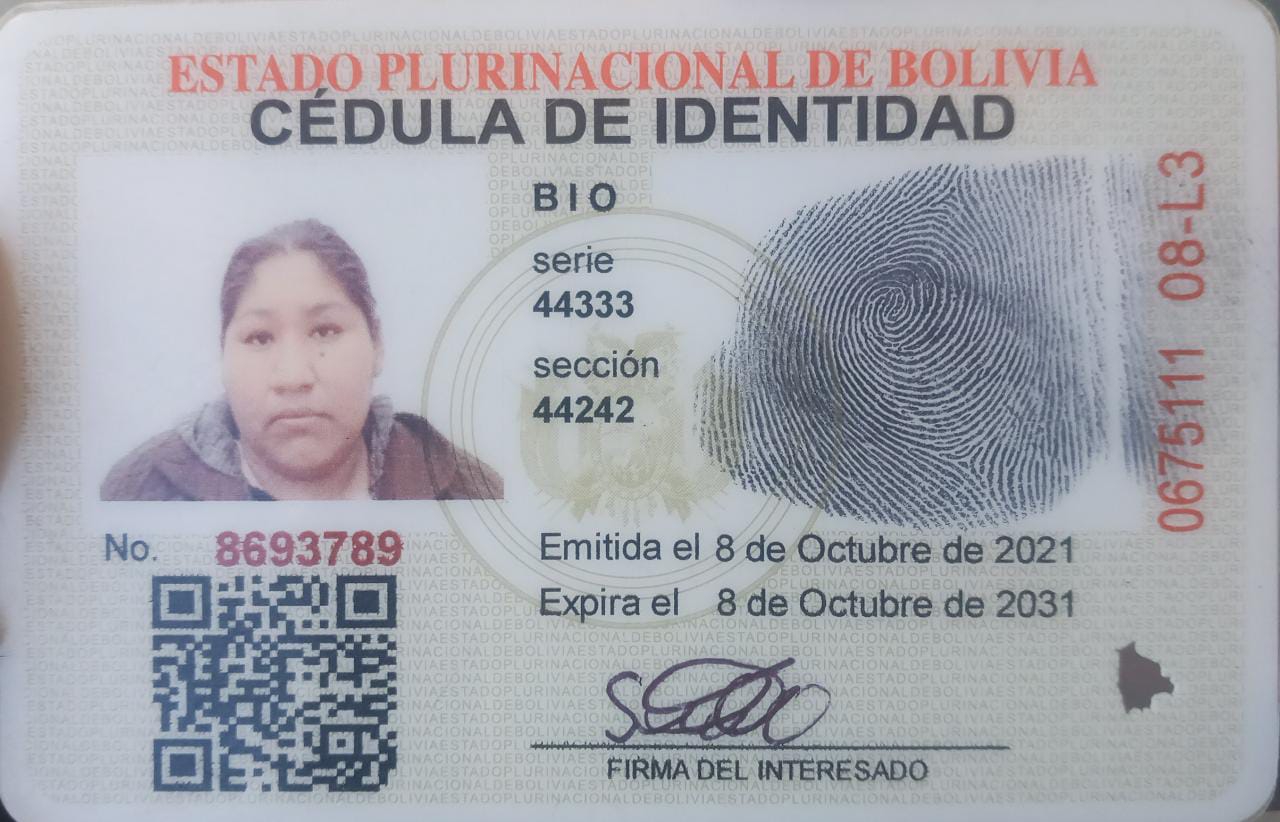 ESTADO PLURINACIONAL DE BOLIVIA
CÉDULA DE IDENTIDAD
BIO
serie
44333
sección
44242
0675111 08-L3
No. 8693789
Emitida el 8 de Octubre de 2021
Expira el 8 de Octubre de 2031
FIRMA DEL INTERESADO